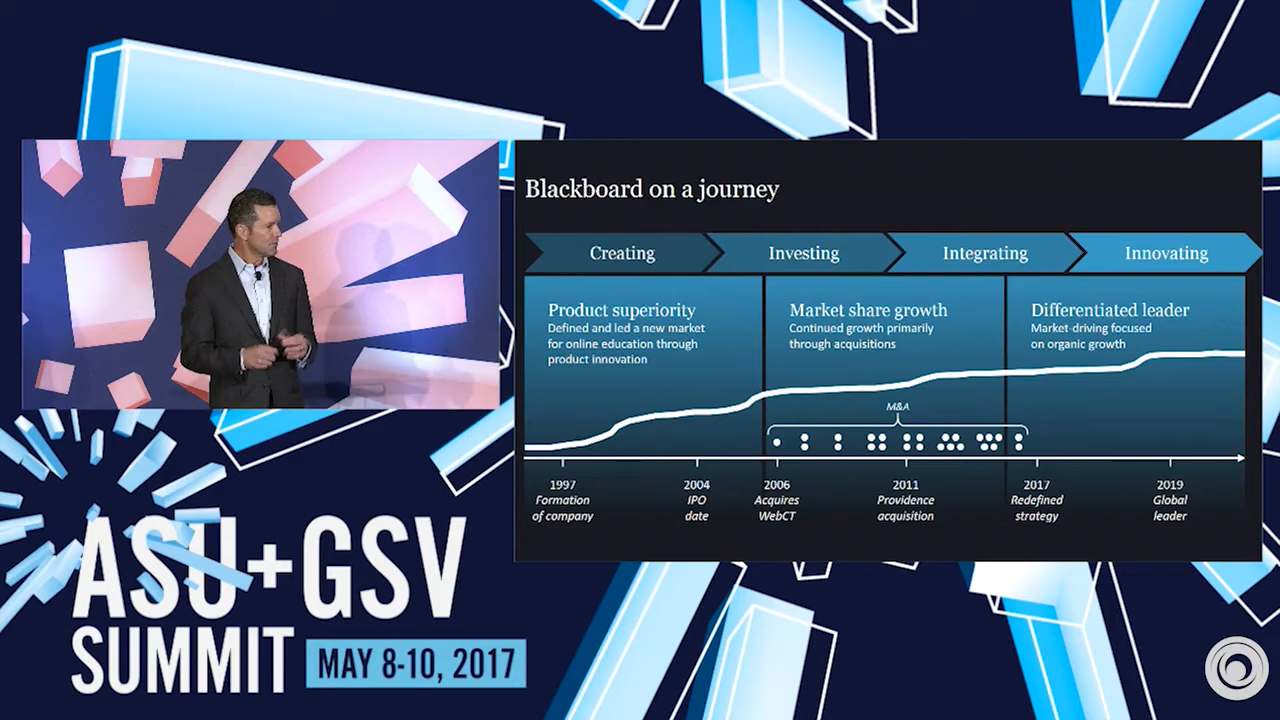 Blackboard on a journey
Creating
Investing
Integrating
Innovating
Product superiority
Defined and led a new market
for online education through
product innovation
Market share growth
Continued growth primarily
through acquisitions
Differentiated leader
Market-driving focused
on organic growth
M&A
1997
Formation
of company
2004
IPO
date
2006
Acquires
WebCT
2011
Providence
acquisition
2017
Redefined
strategy
2019
Global
leader
ASU+GSV
SUMMIT
MAY 8-10, 2017